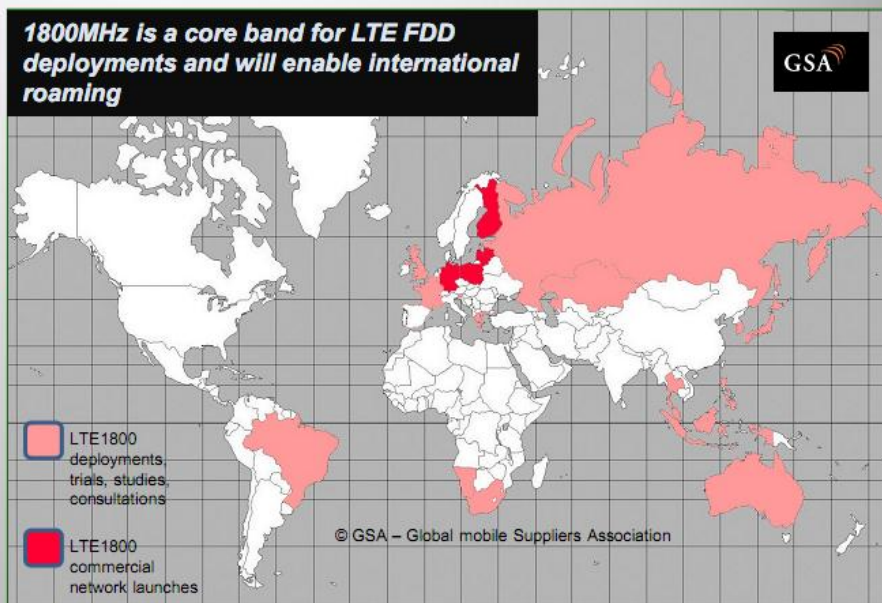 1800MHz is a core band for LTE FDD
deployments and will enable international
roaming
GSA
LTE1800
deployments,
trials, studies,
consultations
© GSA – Global mobile Suppliers Association
LTE1800
commercial
network launches